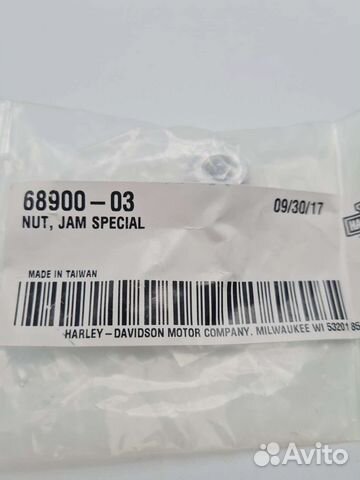 68900-03
09/30/17
NUT, JAM SPECIAL
MADE IN TAIWAN
HARLEY-DAVIDSON MOTOR COMPANY. MILWAUKEE WI 53201
Avito